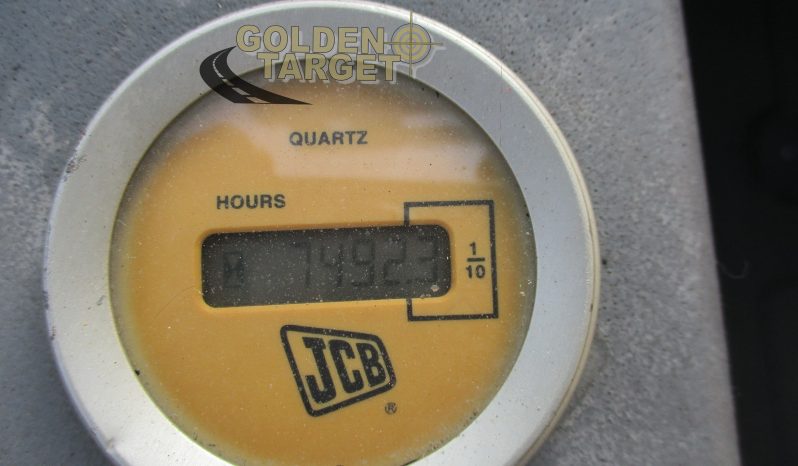 GOLDEN
TARGET
QUARTZ
HOURS
74923
1
10
JCB
®